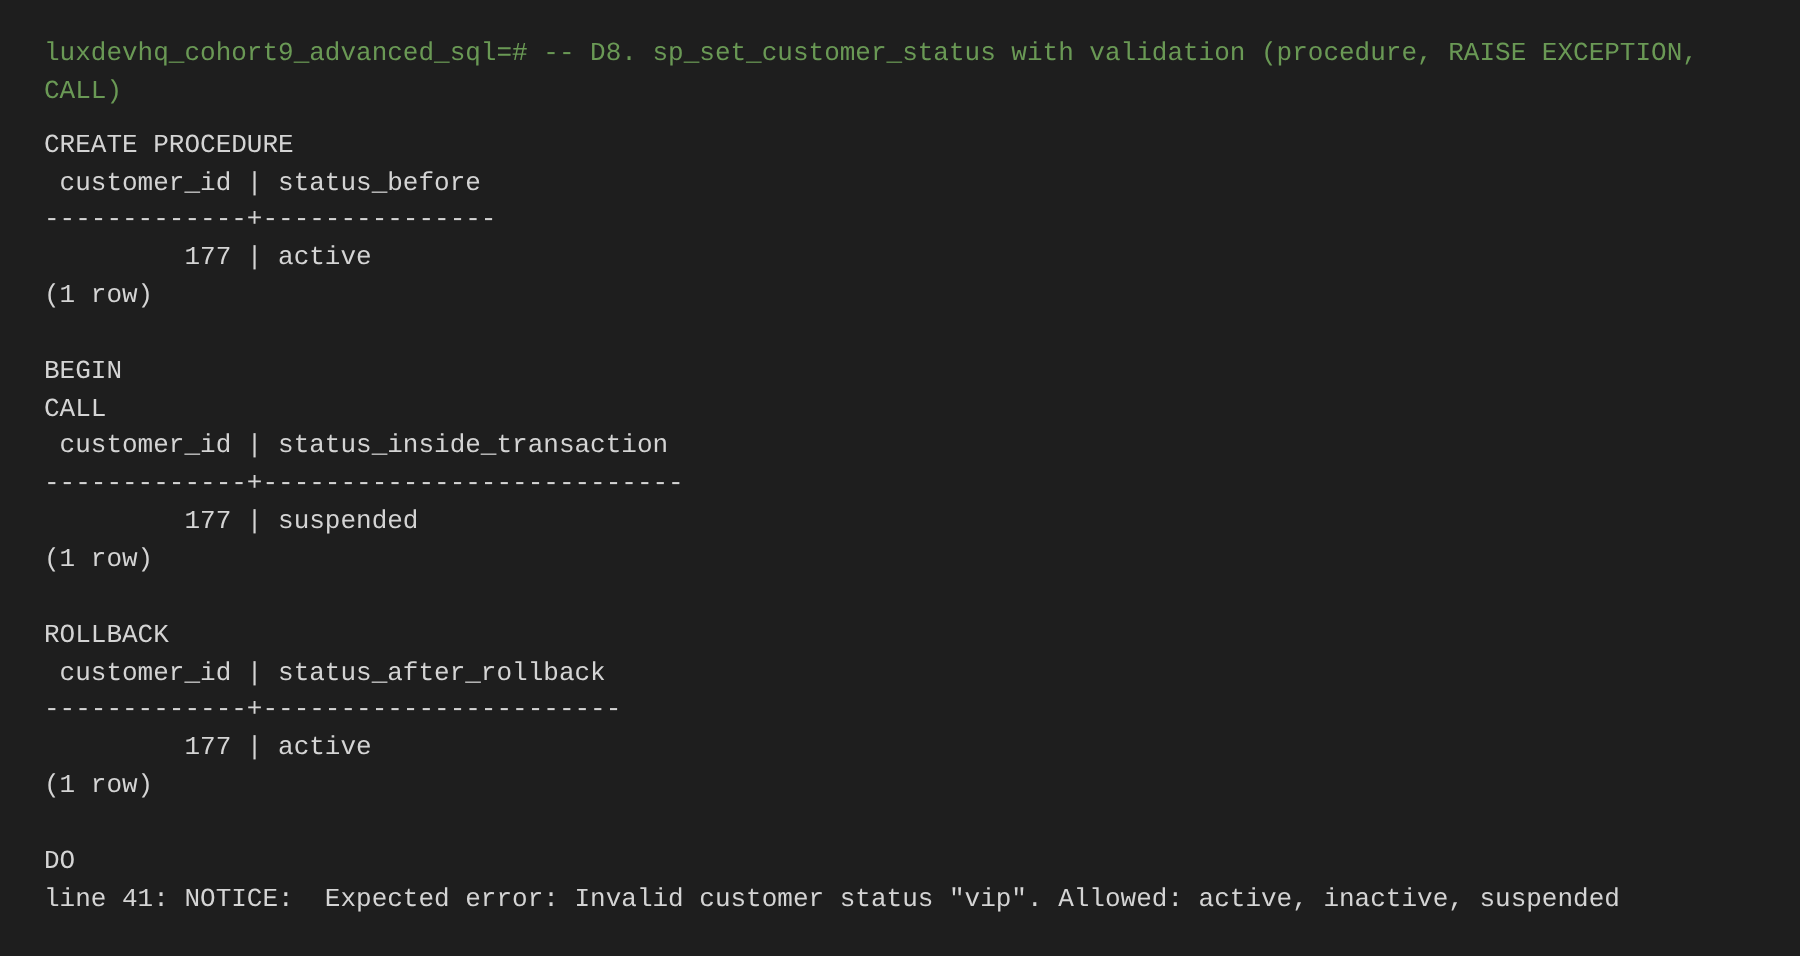 luxdevhq_cohort9_advanced_sql=# -- D8. sp_set_customer_status with validation (procedure, RAISE EXCEPTION,
CALL)
CREATE PROCEDURE
 customer_id | status_before
-------------+---------------
         177 | active
(1 row)

BEGIN
CALL
 customer_id | status_inside_transaction
-------------+---------------------------
         177 | suspended
(1 row)

ROLLBACK
 customer_id | status_after_rollback
-------------+-----------------------
         177 | active
(1 row)

DO
line 41: NOTICE:  Expected error: Invalid customer status "vip". Allowed: active, inactive, suspended